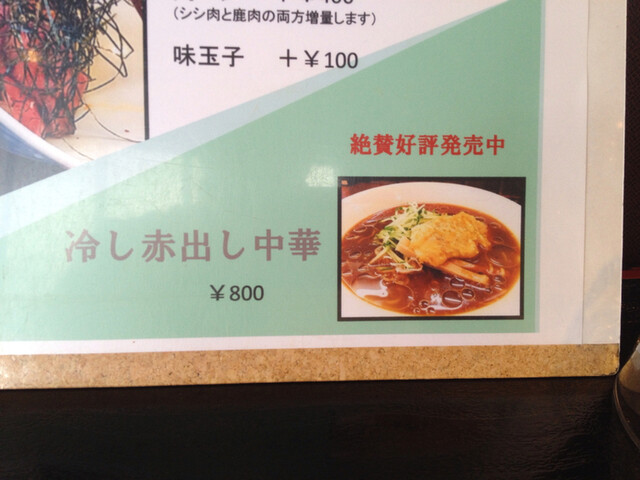 (シシ肉と鹿肉の両方増量します)
味玉子 ＋￥100
絶賛好評発売中
冷し赤出し中華
￥800